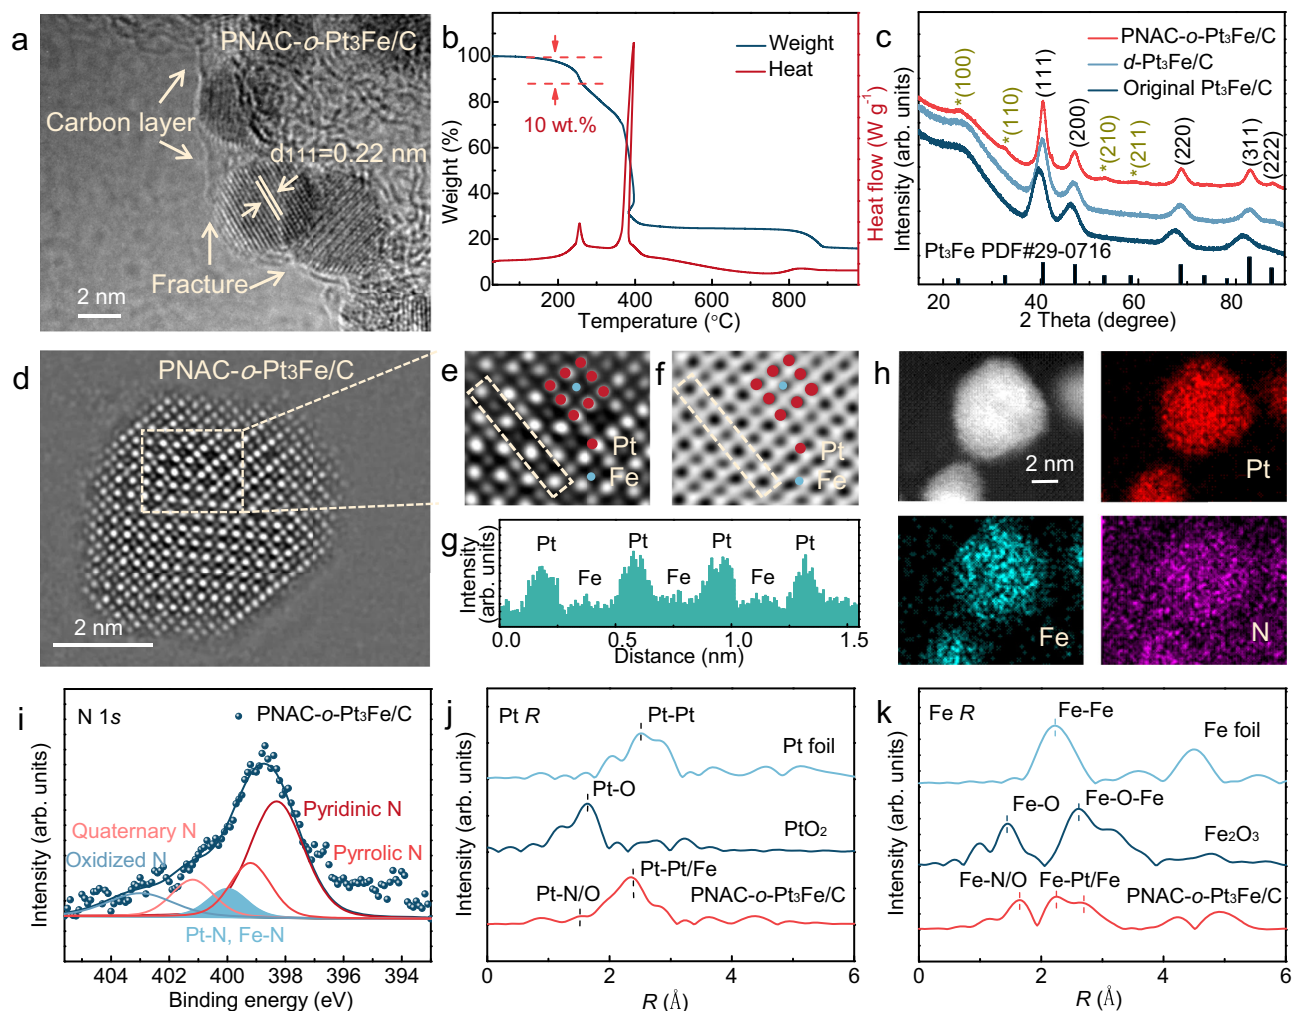 a
PNAC-o-Pt₃Fe/C
Carbon layer
d₁₁₁=0.22 nm
Fracture
2 nm
b
Weight
Heat
10 wt.%
100
80
60
40
20
0
Weight (%)
Heat flow (W g⁻¹)
200 400 600 800
Temperature (°C)
c
PNAC-o-Pt₃Fe/C
d-Pt₃Fe/C
Original Pt₃Fe/C
*(100)
*(110)
(111)
(200)
*(210)
*(211)
(220)
(311)
(222)
Pt₃Fe PDF#29-0716
Intensity (arb. units)
20 40 60 80
2 Theta (degree)
d
PNAC-o-Pt₃Fe/C
2 nm
e
Pt
Fe
f
Pt
Fe
g
Pt Fe Pt Fe Pt Fe Pt
Intensity
(arb. units)
0.0 0.5 1.0 1.5
Distance (nm)
h
2 nm
Pt
Fe
N
i
N 1s
PNAC-o-Pt₃Fe/C
Quaternary N
Oxidized N
Pyridinic N
Pyrrolic N
Pt-N, Fe-N
Intensity (arb. units)
404 402 400 398 396 394
Binding energy (eV)
j
Pt R
Pt-Pt
Pt foil
Pt-O
PtO₂
Pt-Pt/Fe
Pt-N/O
PNAC-o-Pt₃Fe/C
Intensity (arb. units)
0 2 4 6
R (Å)
k
Fe R
Fe-Fe
Fe foil
Fe-O
Fe-O-Fe
Fe₂O₃
Fe-N/O
Fe-Pt/Fe
PNAC-o-Pt₃Fe/C
Intensity (arb. units)
0 2 4 6
R (Å)